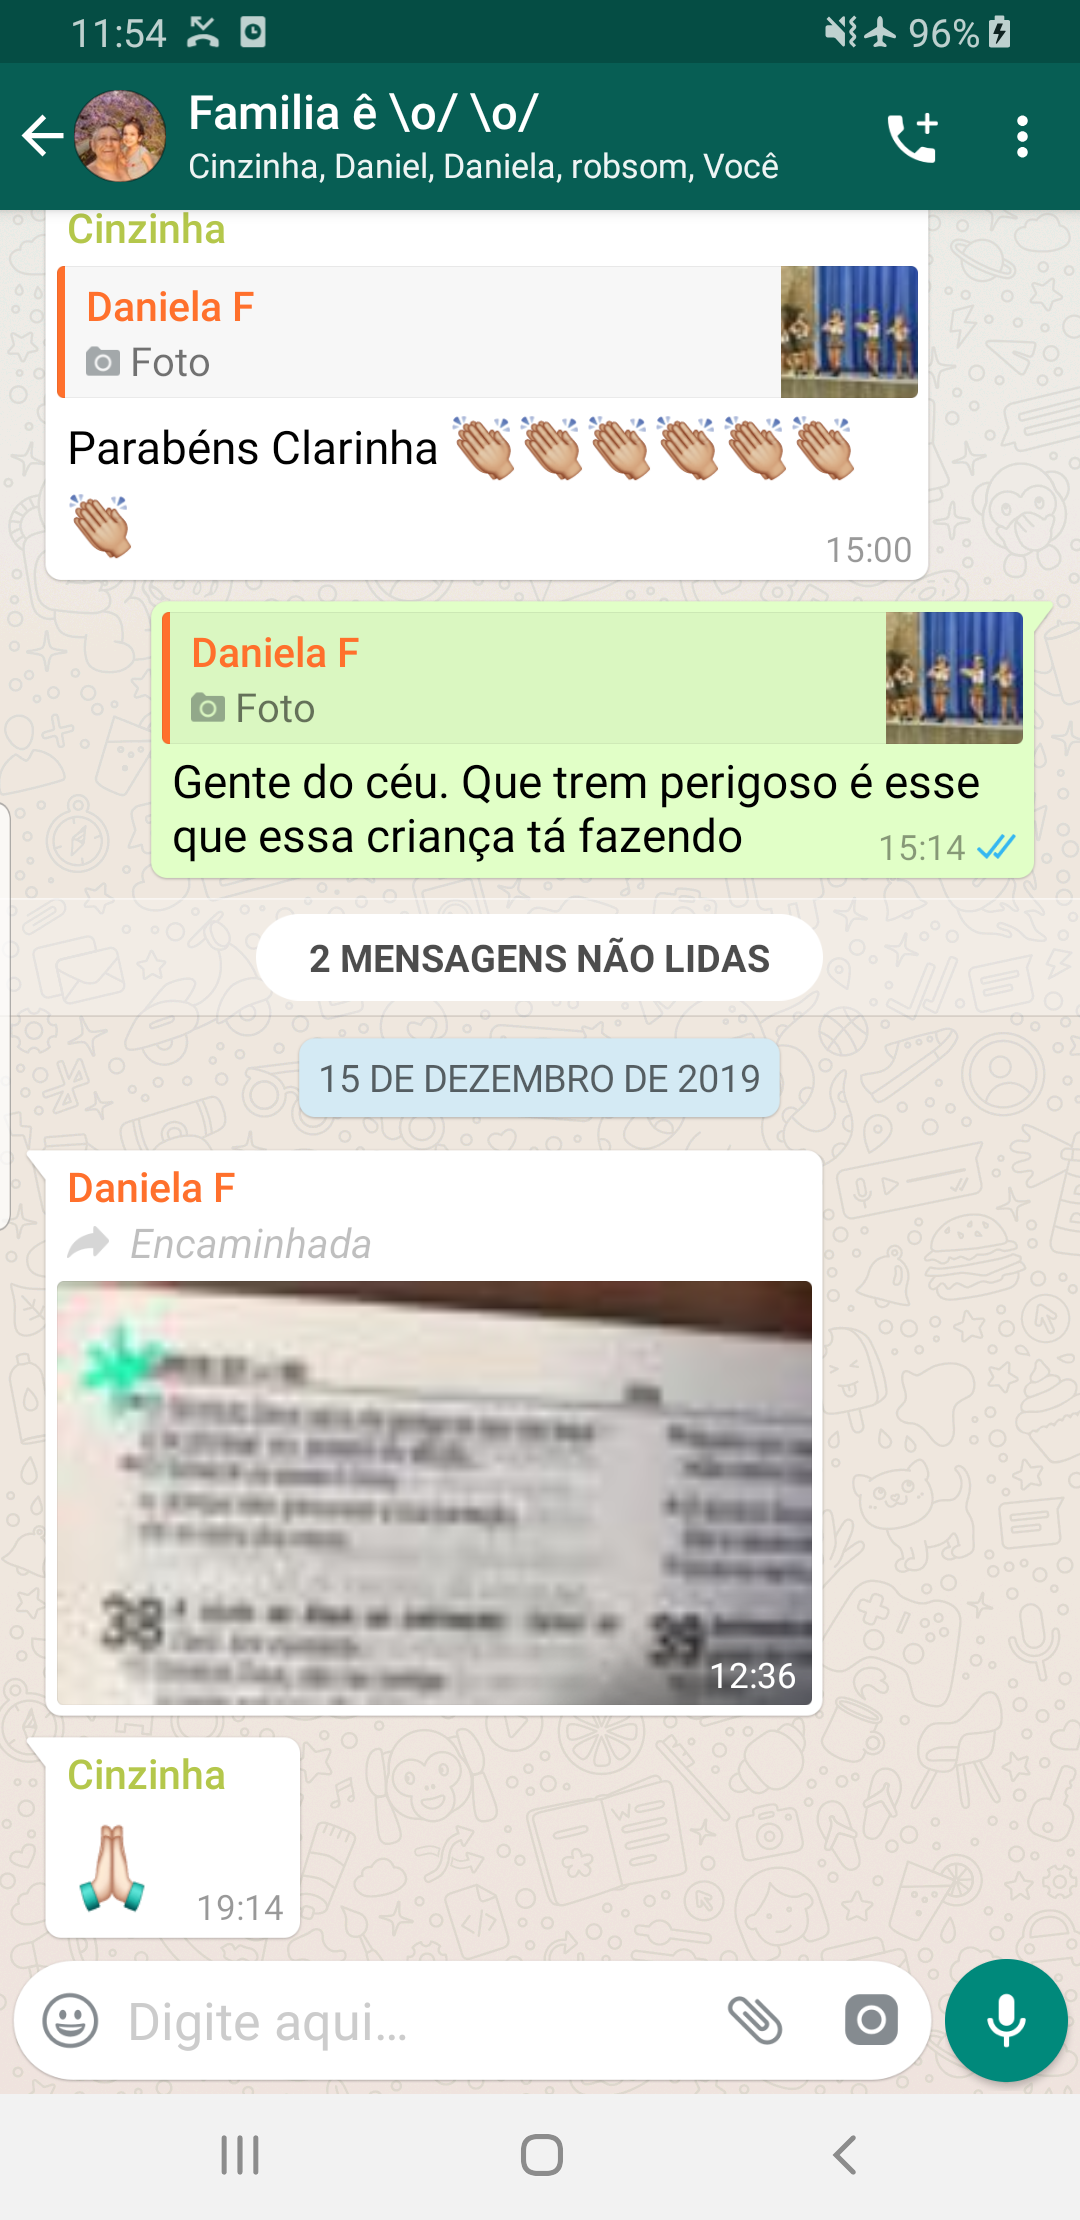 11:54 96%
Familia ê \o/ \o/
Cinzinha, Daniel, Daniela, robsom, Você
Cinzinha
Daniela F
Foto
Parabéns Clarinha 👏🏼👏🏼👏🏼👏🏼👏🏼👏🏼
👏🏼
15:00
Daniela F
Foto
Gente do céu. Que trem perigoso é esse
que essa criança tá fazendo
15:14
2 MENSAGENS NÃO LIDAS
15 DE DEZEMBRO DE 2019
Daniela F
Encaminhada
38
39
12:36
Cinzinha
🙏🏻
19:14
Digite aqui...